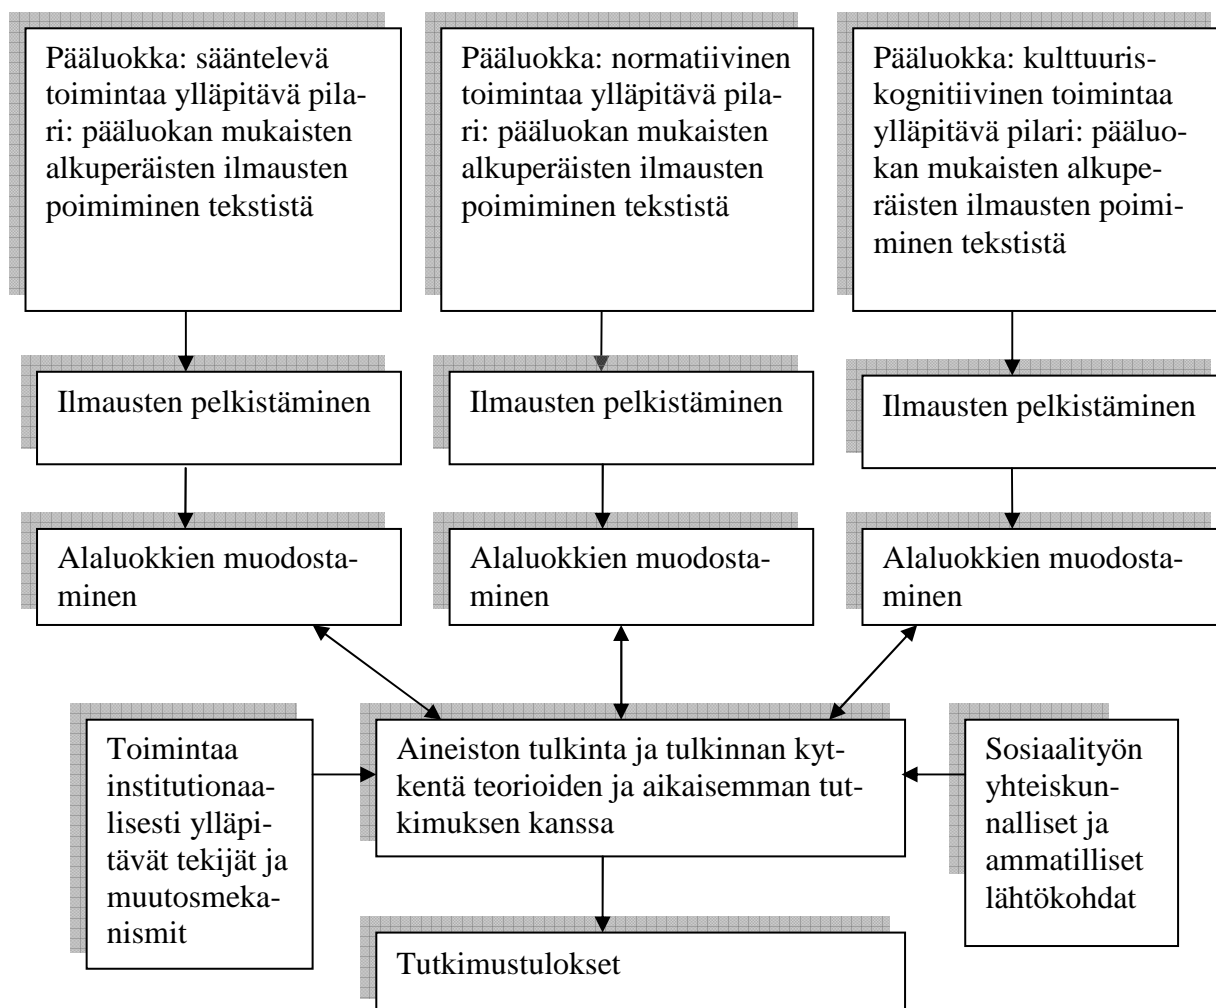 Pääluokka: sääntelevä
toimintaa ylläpitävä pila-
ri: pääluokan mukaisten
alkuperäisten ilmausten
poimiminen tekstistä
Pääluokka: normatiivinen
toimintaa ylläpitävä pila-
ri: pääluokan mukaisten
alkuperäisten ilmausten
poimiminen tekstistä
Pääluokka: kulttuuris-
kognitiivinen toimintaa
ylläpitävä pilari: pääluo-
kan mukaisten alkupe-
räisten ilmausten poimi-
minen tekstistä
Ilmausten pelkistäminen
Ilmausten pelkistäminen
Ilmausten pelkistäminen
Alaluokkien muodosta-
minen
Alaluokkien muodosta-
minen
Alaluokkien muodosta-
minen
Toimintaa
institutionaa-
lisesti ylläpi-
tävät tekijät ja
muutosmeka-
nismit
Aineiston tulkinta ja tulkinnan kyt-
kentä teorioiden ja aikaisemman tut-
kimuksen kanssa
Sosiaalityön
yhteiskun-
nalliset ja
ammatilliset
lähtökohdat
Tutkimustulokset